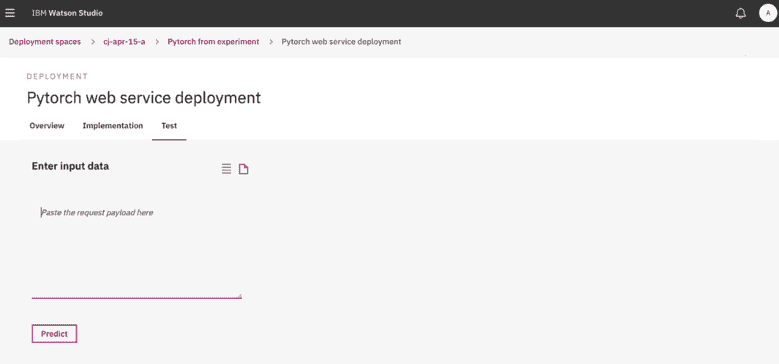 IBM Watson Studio
A
Deployment spaces > cj-apr-15-a > Pytorch from experiment > Pytorch web service deployment
DEPLOYMENT
Pytorch web service deployment
Overview Implementation Test
Enter input data
Paste the request payload here
Predict